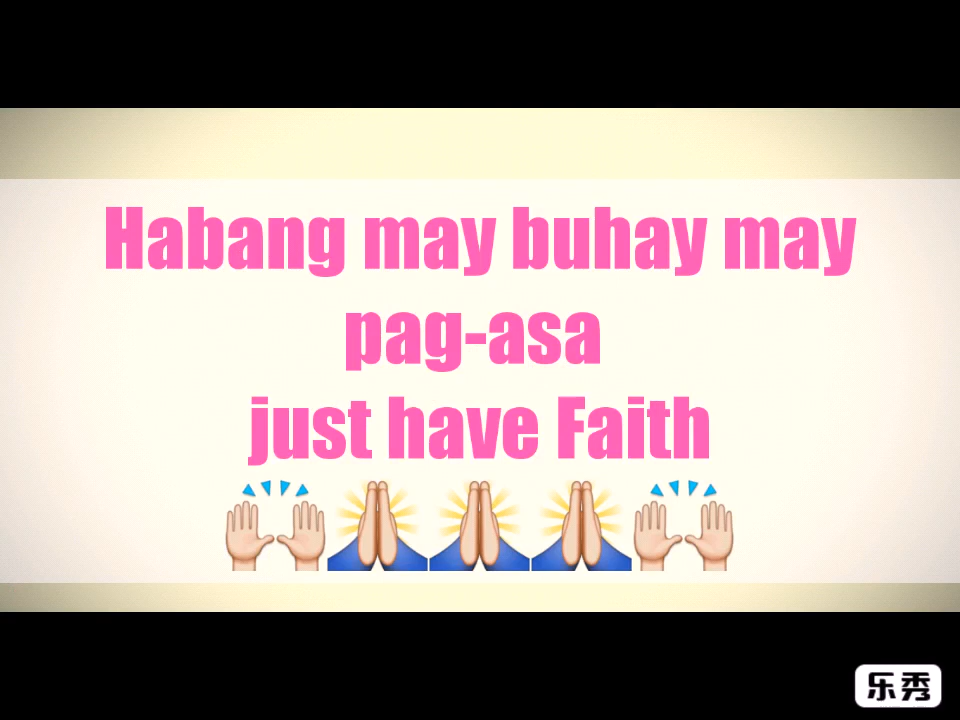 Habang may buhay may
pag-asa
just have Faith
🙌🙏🙏🙏🙌
乐秀